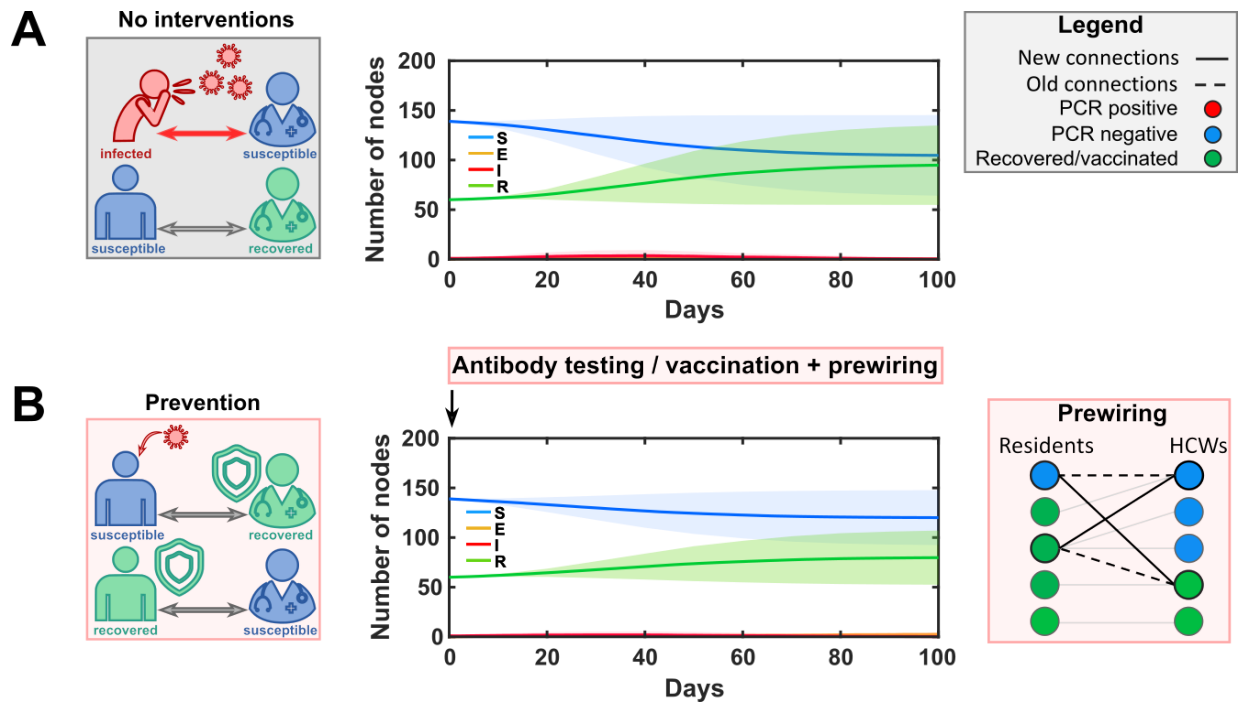 A
No interventions
infected
susceptible
susceptible
recovered
Number of nodes
200
150
100
50
0
S
E
I
R
0
20
40
60
80
100
Days
Legend
New connections
Old connections
PCR positive
PCR negative
Recovered/vaccinated
B
Prevention
susceptible
recovered
recovered
susceptible
Antibody testing / vaccination + prewiring
Number of nodes
200
150
100
50
0
S
E
I
R
0
20
40
60
80
100
Days
Prewiring
Residents
HCWs